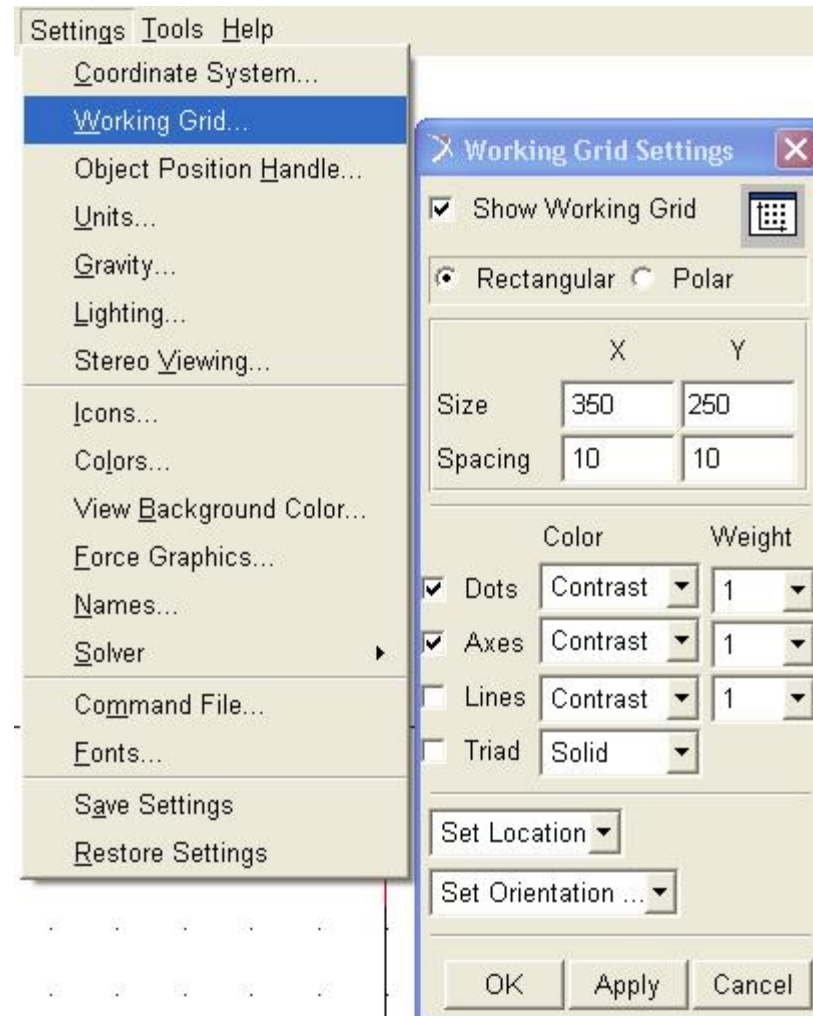 Settings Tools Help
Coordinate System...
Working Grid...
Object Position Handle...
Units...
Gravity...
Lighting...
Stereo Viewing...
Icons...
Colors...
View Background Color...
Force Graphics...
Names...
Solver
Command File...
Fonts...
Save Settings
Restore Settings
Working Grid Settings
Show Working Grid
Rectangular Polar
X Y
Size 350 250
Spacing 10 10
Color Weight
Dots Contrast 1
Axes Contrast 1
Lines Contrast 1
Triad Solid
Set Location
Set Orientation ...
OK Apply Cancel